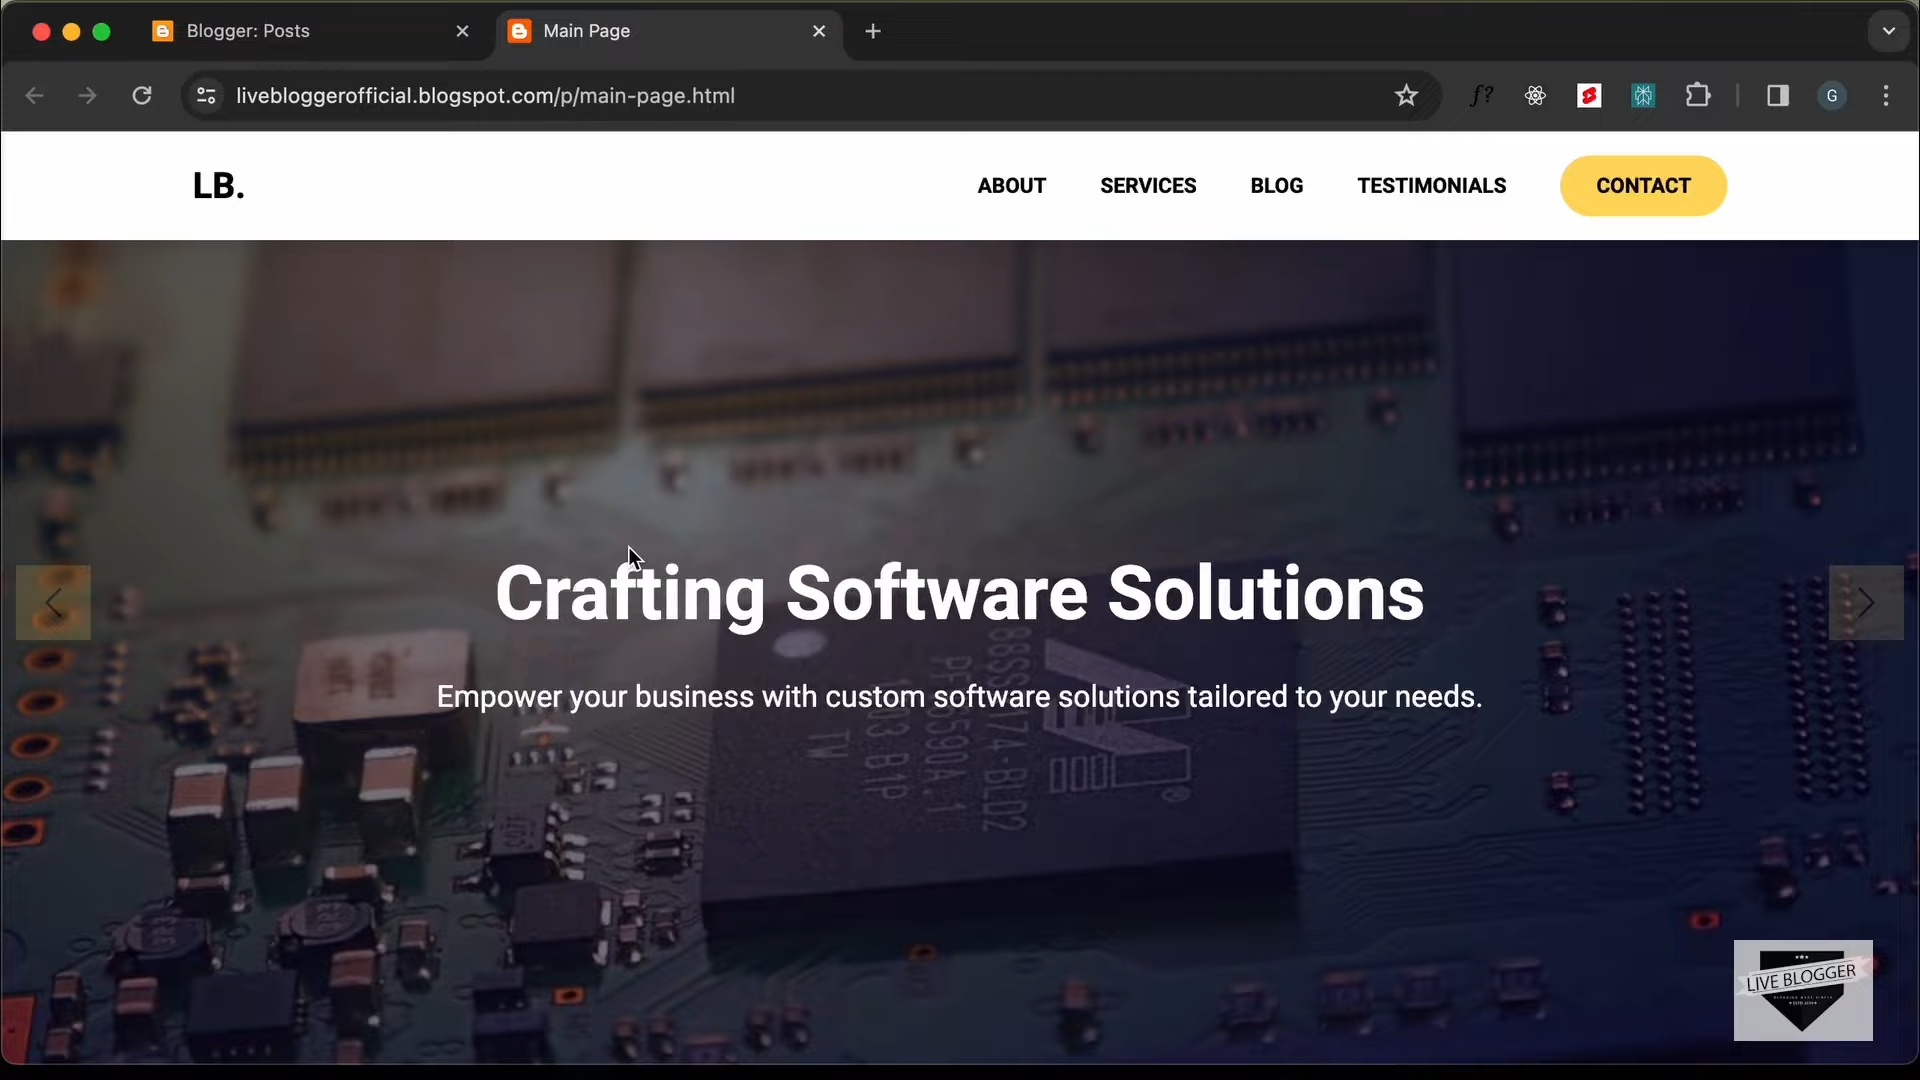 Blogger: Posts
Main Page
livebloggerofficial.blogspot.com/p/main-page.html
G
LB.
ABOUT
SERVICES
BLOG
TESTIMONIALS
CONTACT
Crafting Software Solutions
Empower your business with custom software solutions tailored to your needs.
LIVE BLOGGER